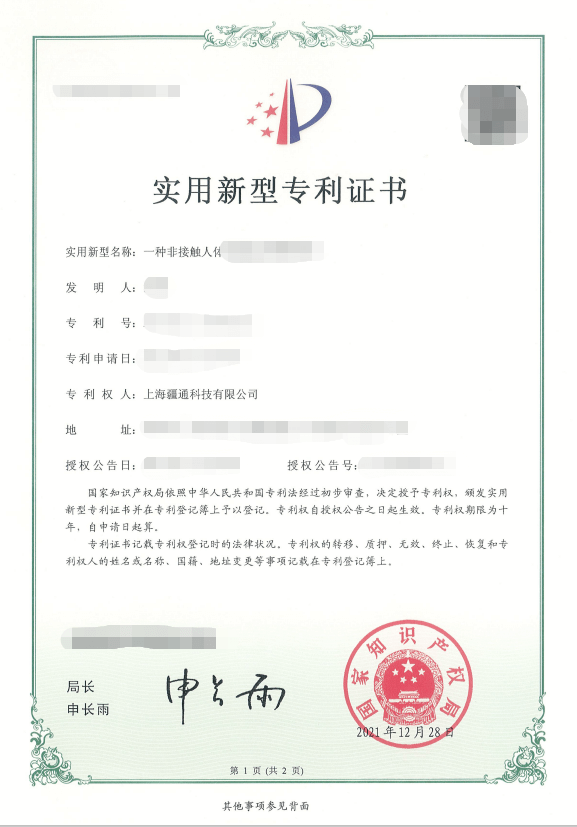 实用新型专利证书
实用新型名称：一种非接触人体
发明人：
专利号：
专利申请日：
专利权人：上海疆通科技有限公司
地址：
授权公告日： 授权公告号：
国家知识产权局依照中华人民共和国专利法经过初步审查，决定授予专利权，颁发实用
新型专利证书并在专利登记簿上予以登记。专利权自授权公告之日起生效。专利权期限为十
年，自申请日起算。
专利证书记载专利权登记时的法律状况。专利权的转移、质押、无效、终止、恢复和专
利权人的姓名或名称、国籍、地址变更等事项记载在专利登记簿上。
局长
申长雨
申长雨
国家知识产权局
2021年12月28日
第 1 页 (共 2 页)
其他事项参见背面